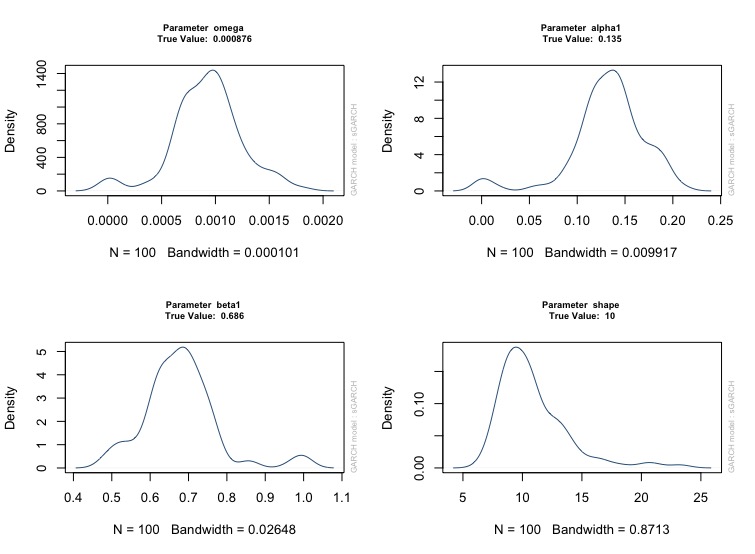 Parameter omega
True Value: 0.000876
Density
0 400 800 1400
0.0000 0.0005 0.0010 0.0015 0.0020
N = 100 Bandwidth = 0.000101
GARCH model : sGARCH
Parameter alpha1
True Value: 0.135
Density
0 4 8 12
0.00 0.05 0.10 0.15 0.20 0.25
N = 100 Bandwidth = 0.009917
GARCH model : sGARCH
Parameter beta1
True Value: 0.686
Density
0 1 2 3 4 5
0.4 0.5 0.6 0.7 0.8 0.9 1.0 1.1
N = 100 Bandwidth = 0.02648
GARCH model : sGARCH
Parameter shape
True Value: 10
Density
0.00 0.10
5 10 15 20 25
N = 100 Bandwidth = 0.8713
GARCH model : sGARCH